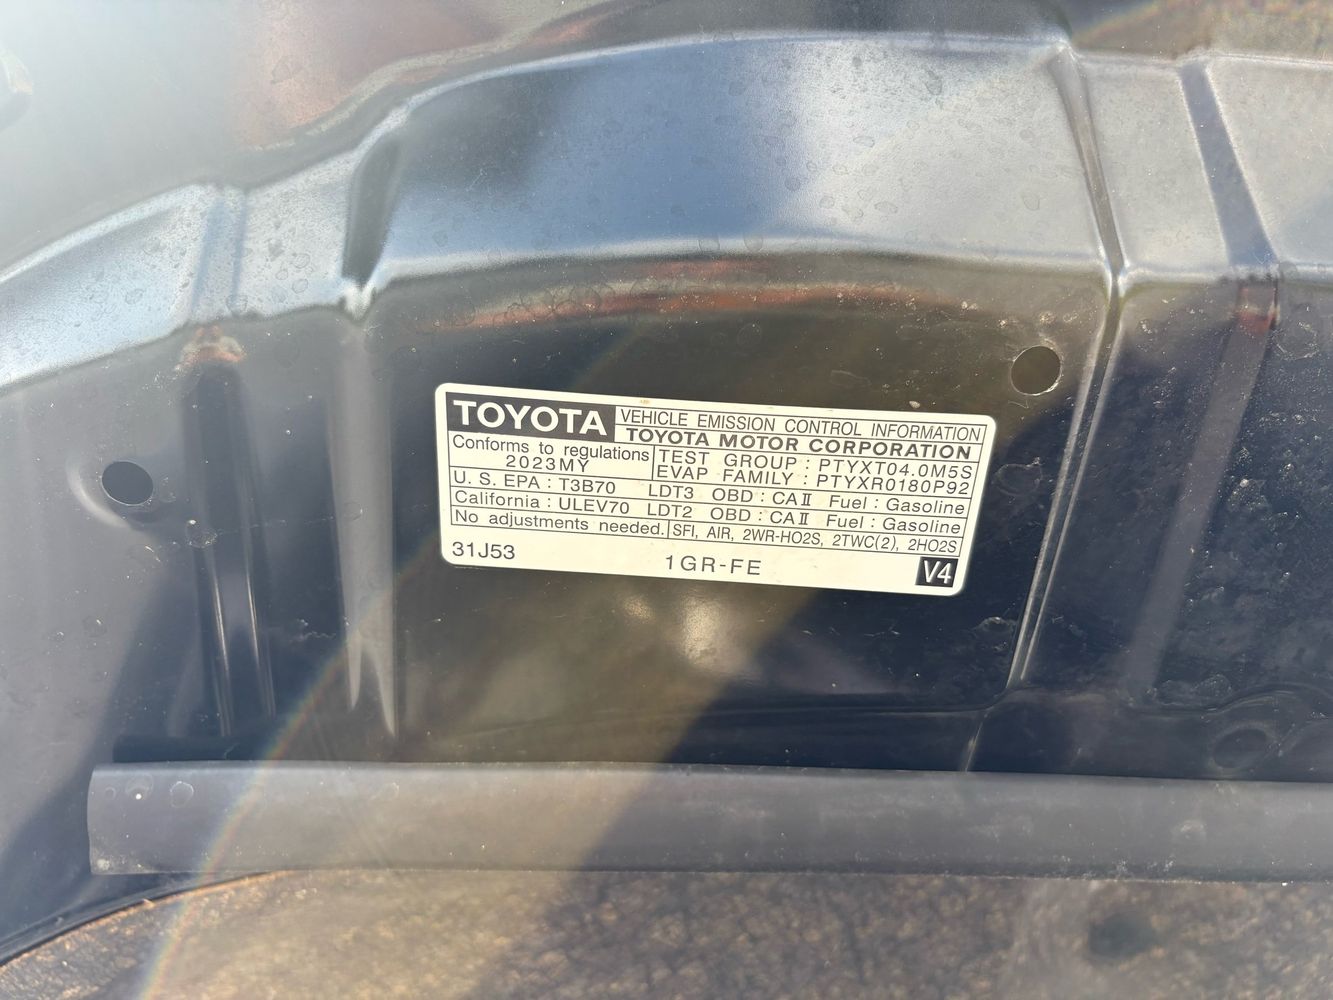 TOYOTA VEHICLE EMISSION CONTROL INFORMATION
TOYOTA MOTOR CORPORATION
Conforms to regulations
2023MY
TEST GROUP : PTYXT04.0M5S
EVAP FAMILY : PTYXR0180P92
U. S. EPA : T3B70 LDT3 OBD : CAⅡ Fuel : Gasoline
California : ULEV70 LDT2 OBD : CAⅡ Fuel : Gasoline
No adjustments needed. SFI, AIR, 2WR-HO2S, 2TWC(2), 2HO2S
31J53 1GR-FE V4